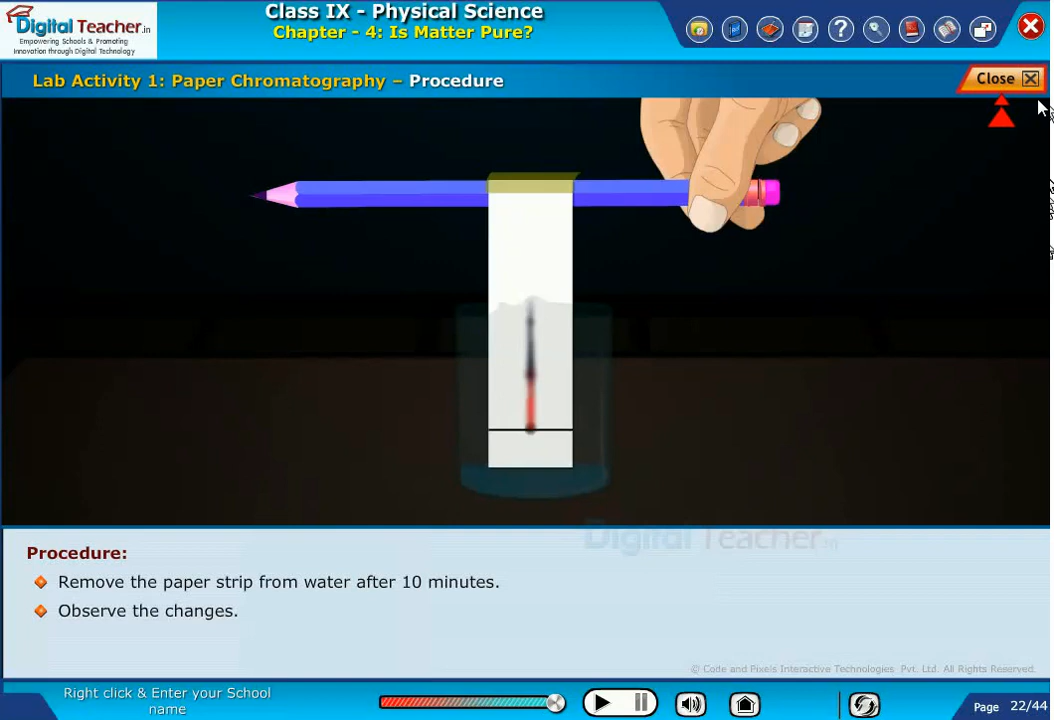 Digital Teacher.in
Empowering Schools & Promoting
Innovation through Digital Technology
Class IX - Physical Science
Chapter - 4: Is Matter Pure?
Lab Activity 1: Paper Chromatography – Procedure
Close
Digital Teacher.in
Procedure:
Remove the paper strip from water after 10 minutes.
Observe the changes.
© Code and Pixels Interactive Technologies Pvt. Ltd. All Rights Reserved.
Right click & Enter your School
name
Page 22/44